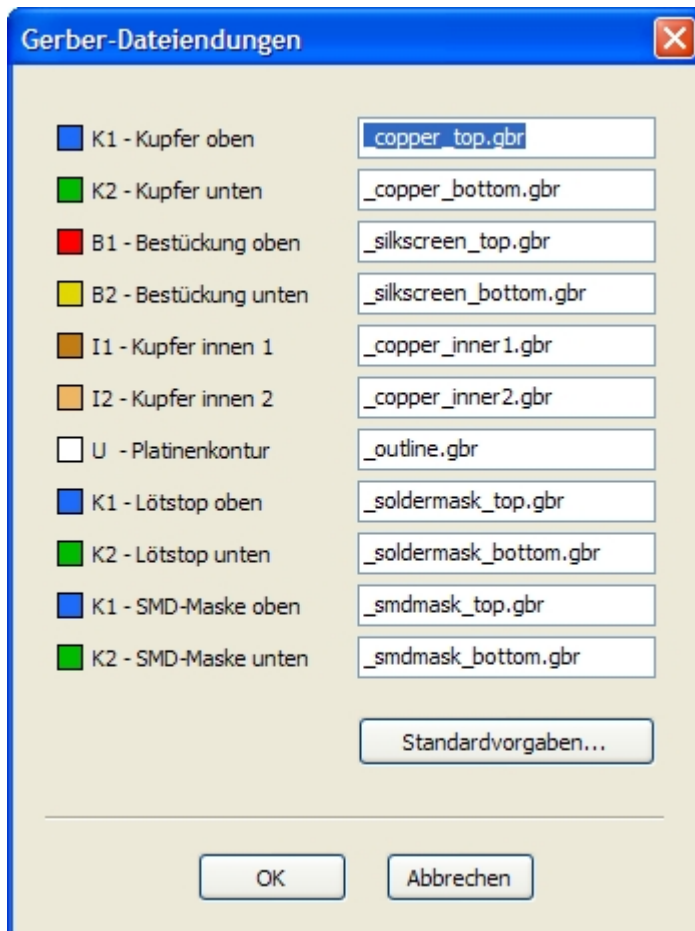 Gerber-Dateiendungen
K1 - Kupfer oben _copper_top.gbr
K2 - Kupfer unten _copper_bottom.gbr
B1 - Bestückung oben _silkscreen_top.gbr
B2 - Bestückung unten _silkscreen_bottom.gbr
I1 - Kupfer innen 1 _copper_inner1.gbr
I2 - Kupfer innen 2 _copper_inner2.gbr
U - Platinenkontur _outline.gbr
K1 - Lötstop oben _soldermask_top.gbr
K2 - Lötstop unten _soldermask_bottom.gbr
K1 - SMD-Maske oben _smdmask_top.gbr
K2 - SMD-Maske unten _smdmask_bottom.gbr
Standardvorgaben...
OK Abbrechen